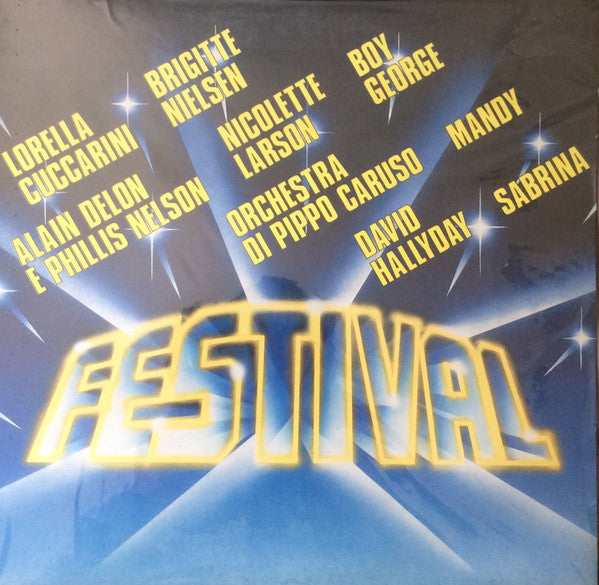 BRIGITTE
NIELSEN
BOY
GEORGE
LORELLA
CUCCARINI
NICOLETTE
LARSON
MANDY
ALAIN DELON
E PHILLIS NELSON
ORCHESTRA
DI PIPPO CARUSO
DAVID
HALLYDAY
SABRINA
FESTIVAL